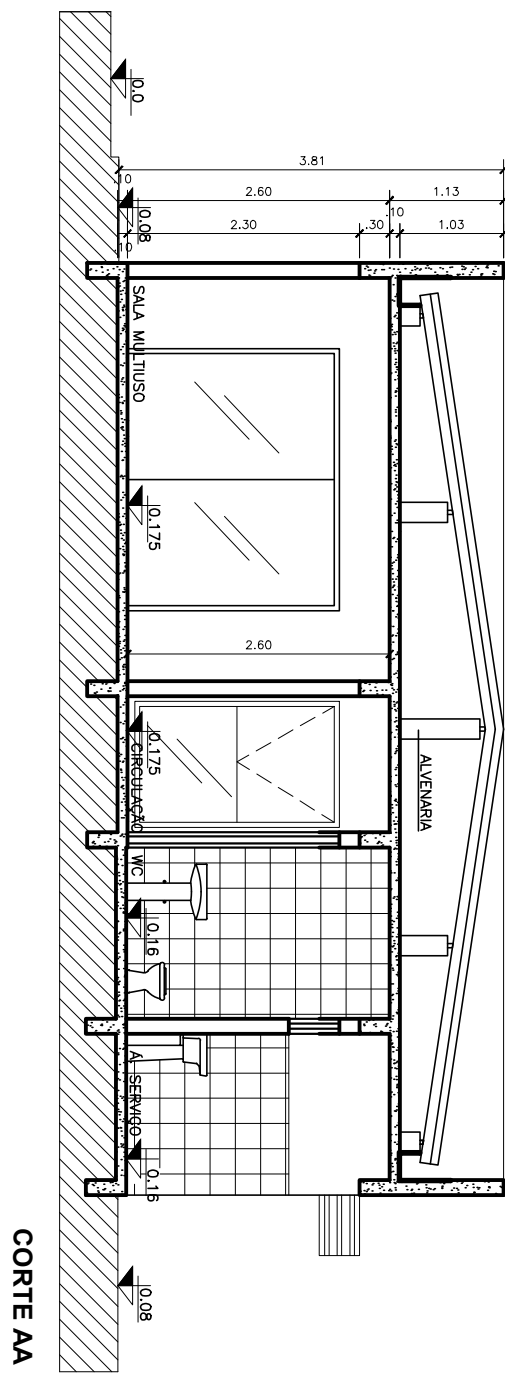 3.81
1.13
2.60
.10
1.03
.10
.30
2.30
.10
0.0
0.08
SALA MULTIUSO
0.175
2.60
ALVENARIA
0.175
CIRCULAÇÃO
WC
0.16
A SERVIÇO
0.16
0.08
CORTE AA